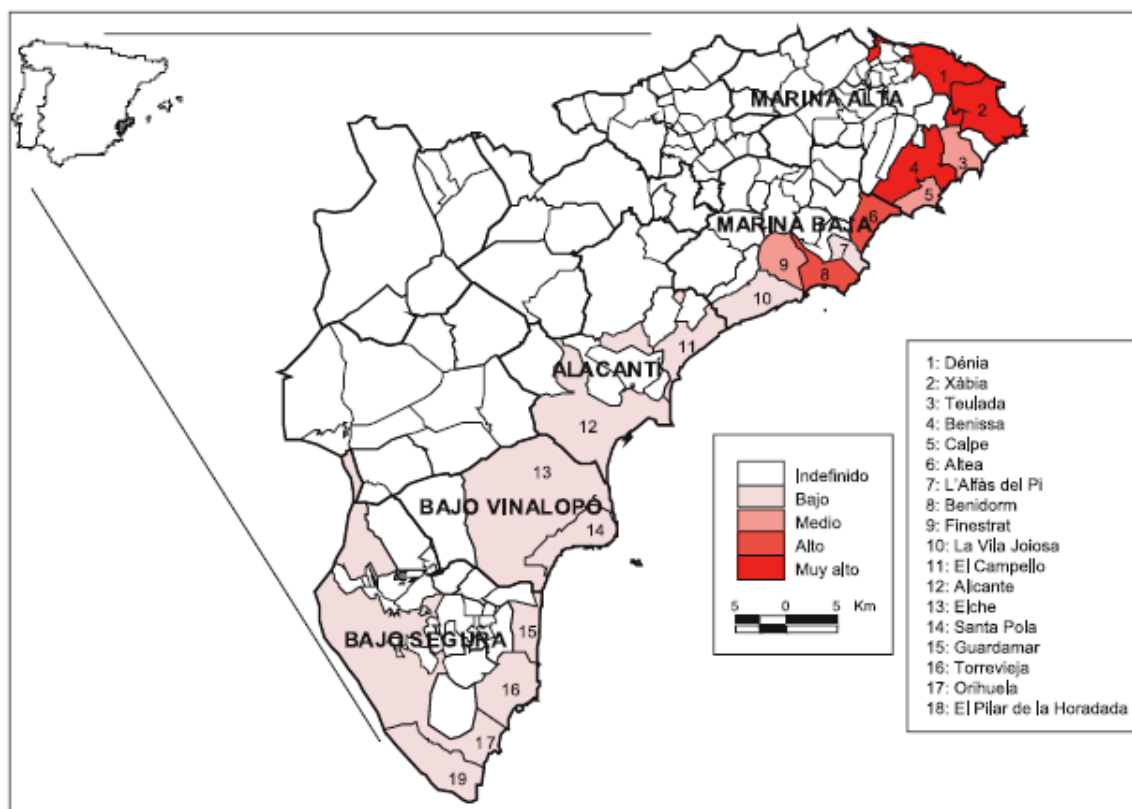 MARINA ALTA
1
2
3
4
5
6
MARINA BAJA
7
9
8
10
11
ALACANTÍ
12
13
BAJO VINALOPÓ
14
15
BAJO SEGURA
16
17
19
Indefinido
Bajo
Medio
Alto
Muy alto
5 0 5 Km
1: Dénia
2: Xàbia
3: Teulada
4: Benissa
5: Calpe
6: Altea
7: L'Alfàs del Pi
8: Benidorm
9: Finestrat
10: La Vila Joiosa
11: El Campello
12: Alicante
13: Elche
14: Santa Pola
15: Guardamar
16: Torrevieja
17: Orihuela
18: El Pilar de la Horadada